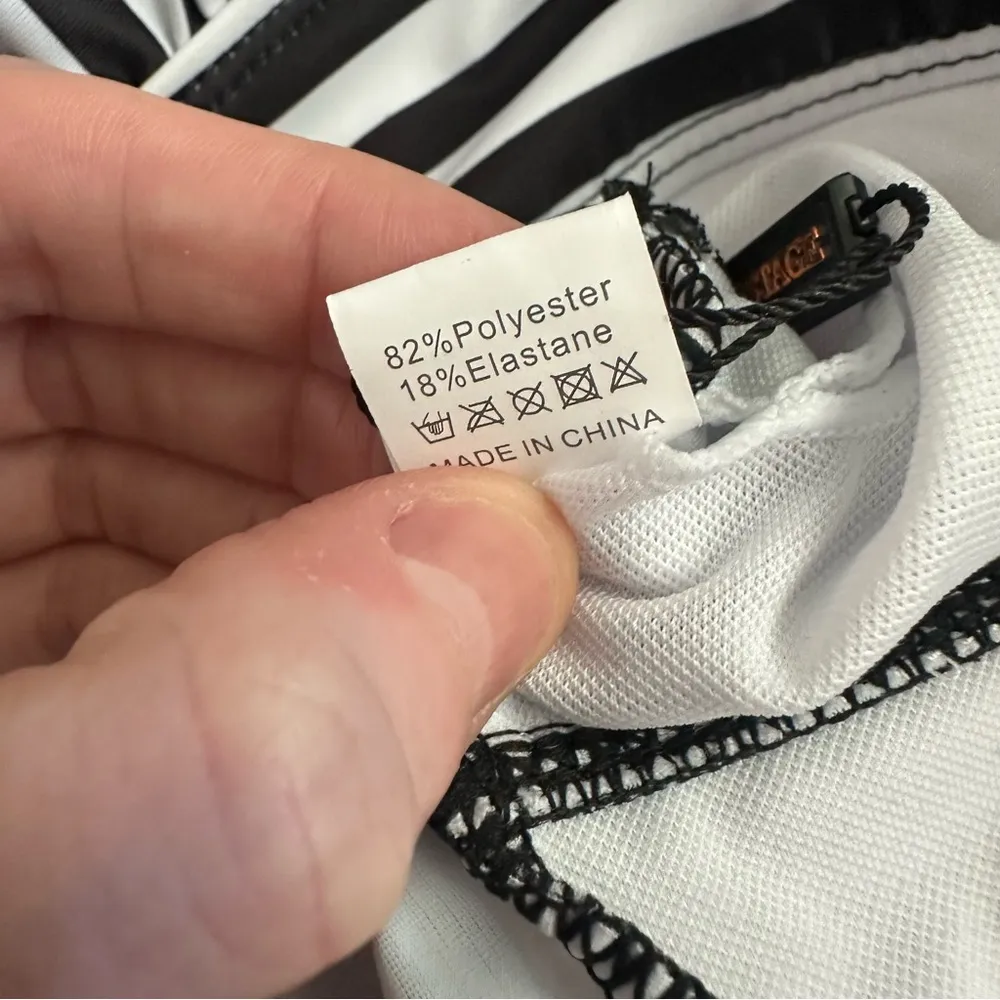 82%Polyester
18%Elastane
MADE IN CHINA